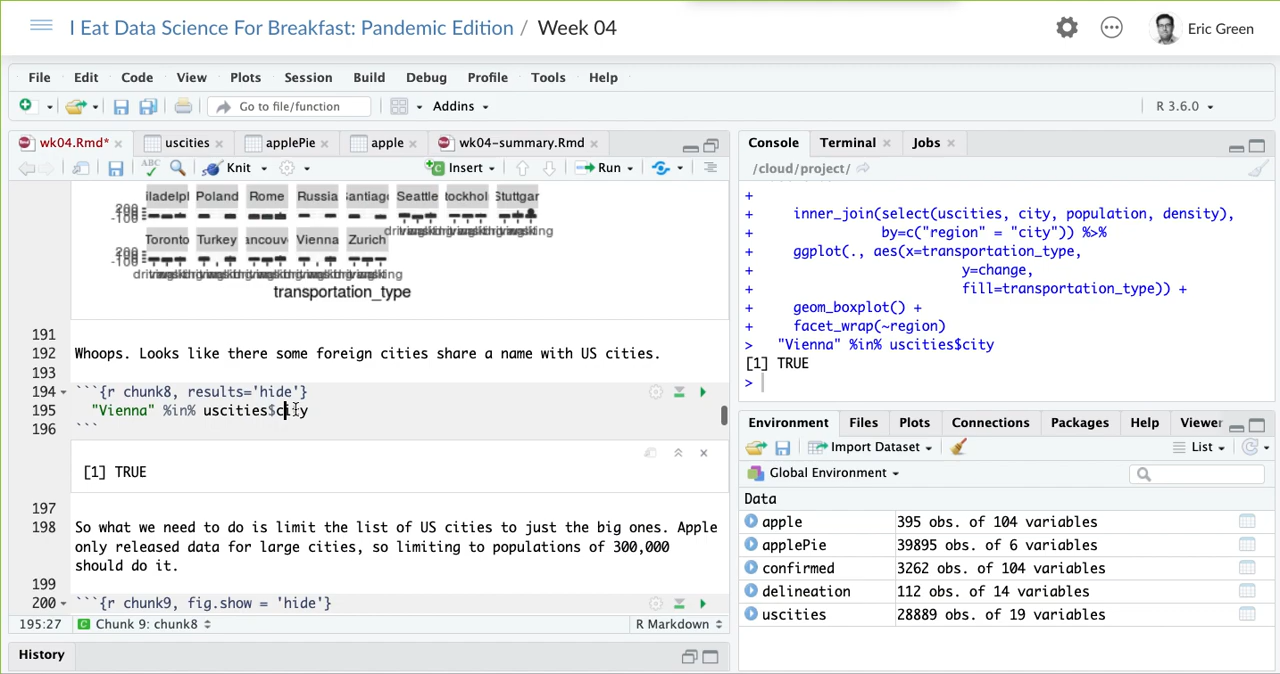 I Eat Data Science For Breakfast: Pandemic Edition / Week 04
Eric Green
File Edit Code View Plots Session Build Debug Profile Tools Help
Go to file/function
Addins
R 3.6.0
wk04.Rmd*
uscities
applePie
apple
wk04-summary.Rmd
ABC
Knit
Insert
Run
iladelpl Poland Rome Russia antiag Seattle tockhol Stuttgar
200
-100
Toronto Turkey ancouv Vienna Zurich
200
-100
transportation_type
191
192 Whoops. Looks like there some foreign cities share a name with US cities.
193
194 ```{r chunk8, results='hide'}
195 "Vienna" %in% uscities$city
196 ```
[1] TRUE
197
198 So what we need to do is limit the list of US cities to just the big ones. Apple
only released data for large cities, so limiting to populations of 300,000
should do it.
199
200 ```{r chunk9, fig.show = 'hide'}
195:27 Chunk 9: chunk8
R Markdown
History
Console Terminal Jobs
/cloud/project/
+
+ inner_join(select(uscities, city, population, density),
+ by=c("region" = "city")) %>%
+ ggplot(., aes(x=transportation_type,
+ y=change,
+ fill=transportation_type)) +
+ geom_boxplot() +
+ facet_wrap(~region)
> "Vienna" %in% uscities$city
[1] TRUE
>
Environment Files Plots Connections Packages Help Viewer
Import Dataset
List
Global Environment
Data
apple 395 obs. of 104 variables
applePie 39895 obs. of 6 variables
confirmed 3262 obs. of 104 variables
delineation 112 obs. of 14 variables
uscities 28889 obs. of 19 variables